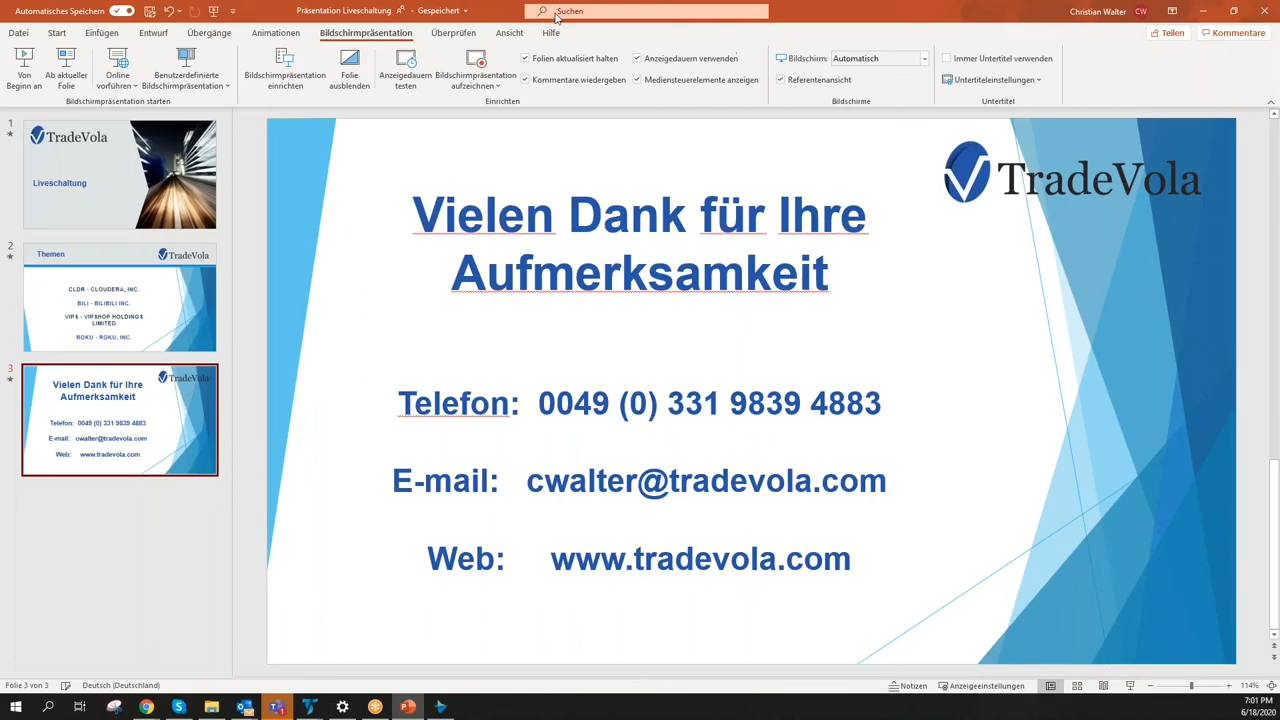 Automatisches Speichern
Präsentation Liveschaltung
- Gespeichert
Suchen
Christian Walter
CW
Datei
Start
Einfügen
Entwurf
Übergänge
Animationen
Bildschirmpräsentation
Überprüfen
Ansicht
Hilfe
Teilen
Kommentare
Von Beginn an
Ab aktueller Folie
Online vorführen
Benutzerdefinierte Bildschirmpräsentation
Bildschirmpräsentation starten
Bildschirmpräsentation einrichten
Folie ausblenden
Anzeigedauern testen
Bildschirmpräsentation aufzeichnen
Folien aktualisiert halten
Kommentare wiedergeben
Anzeigedauern verwenden
Mediensteuerelemente anzeigen
Einrichten
Bildschirm: Automatisch
Referentenansicht
Bildschirme
Immer Untertitel verwenden
Untertiteleinstellungen
Untertitel
1
TradeVola
Liveschaltung
2
Themen
TradeVola
CLDR - CLOUDERA, INC.
BILI - BILIBILI INC.
VIPS - VIPSHOP HOLDINGS
LIMITED
ROKU - ROKU, INC.
3
TradeVola
Vielen Dank für Ihre
Aufmerksamkeit
Telefon: 0049 (0) 331 9839 4883
E-mail: cwalter@tradevola.com
Web: www.tradevola.com
TradeVola
Vielen Dank für Ihre
Aufmerksamkeit
Telefon: 0049 (0) 331 9839 4883
E-mail: cwalter@tradevola.com
Web: www.tradevola.com
Folie 3 von 3
Deutsch (Deutschland)
Notizen
Anzeigeeinstellungen
114%
7:01 PM
6/18/2020